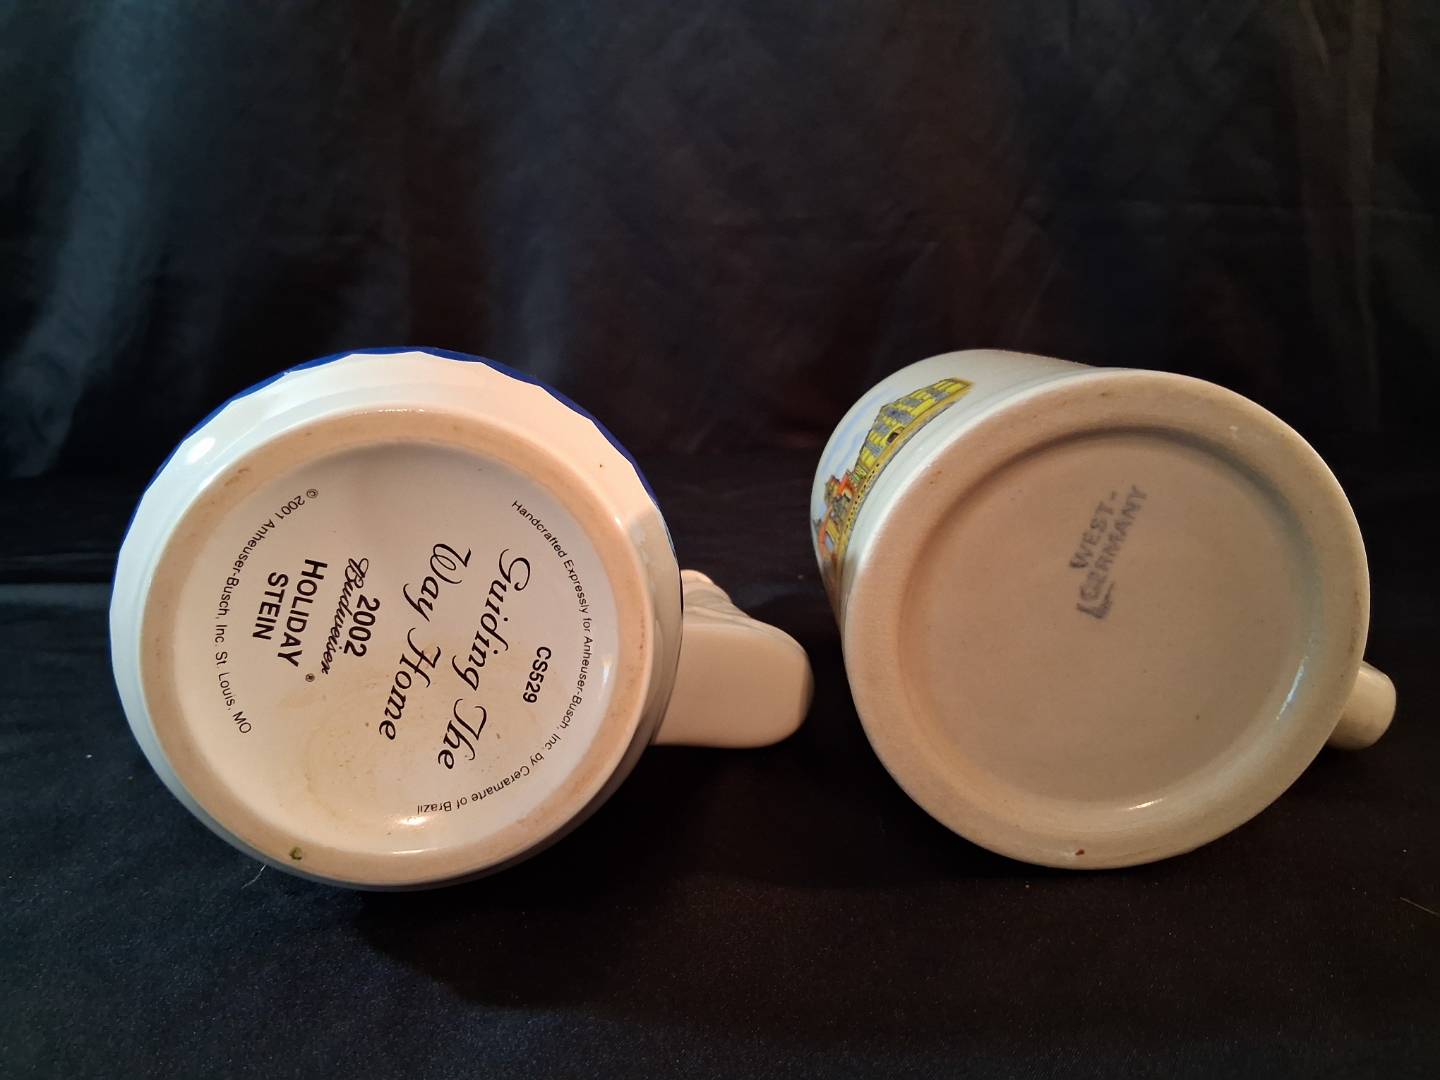 Handcrafted Expressly for Anheuser-Busch, Inc. by Ceramarte of Brazil
CS529
Guiding The
Way Home
2002
Budweiser®
HOLIDAY
STEIN
© 2001 Anheuser-Busch, Inc. St. Louis, MO
WEST-
GERMANY